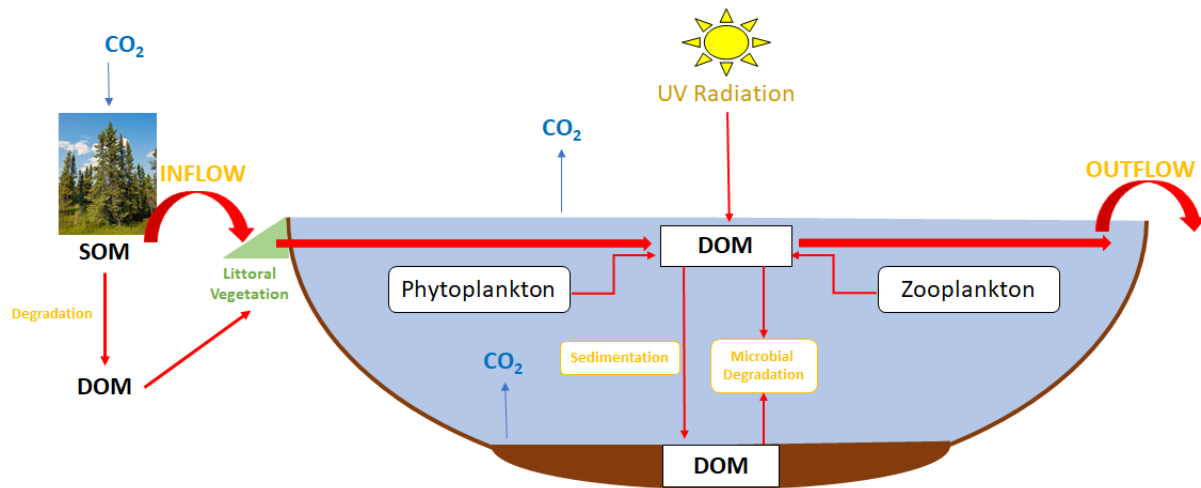 CO₂
UV Radiation
CO₂
INFLOW
OUTFLOW
SOM
DOM
Littoral
Vegetation
Phytoplankton
Zooplankton
Degradation
Sedimentation
Microbial
Degradation
CO₂
DOM
DOM